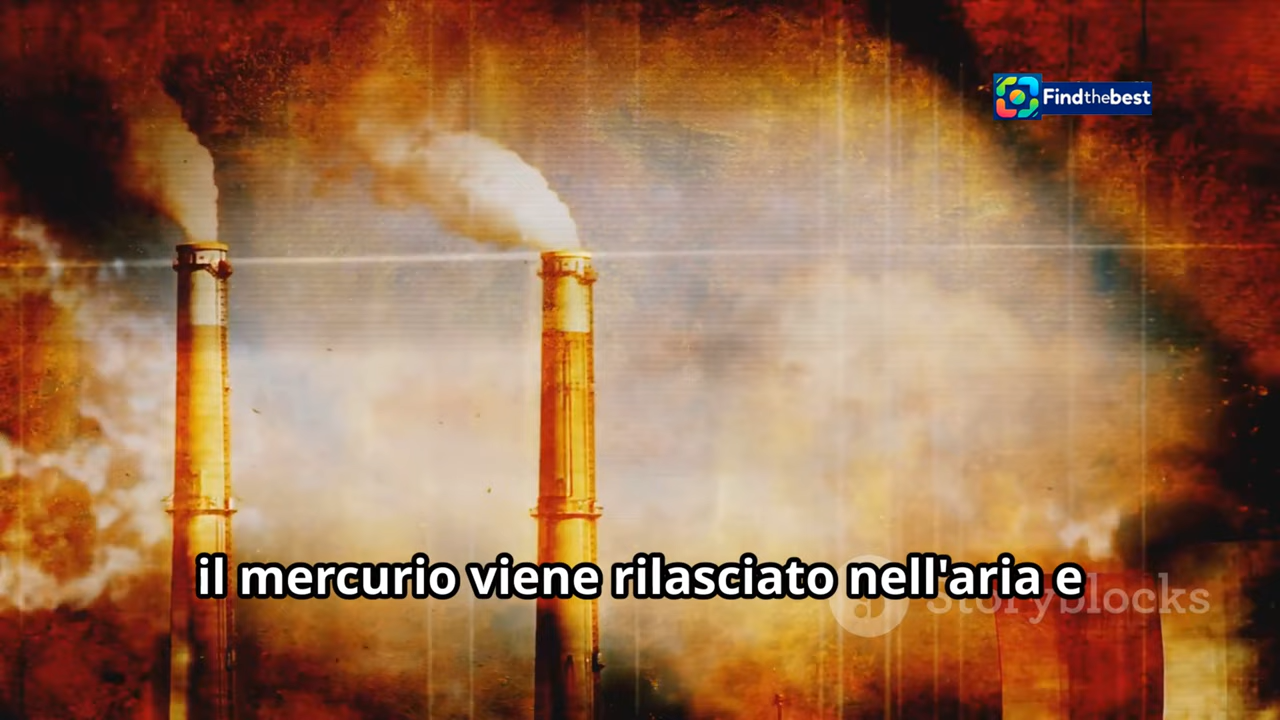 Findthebest
il mercurio viene rilasciato nell'aria e
Storyblocks